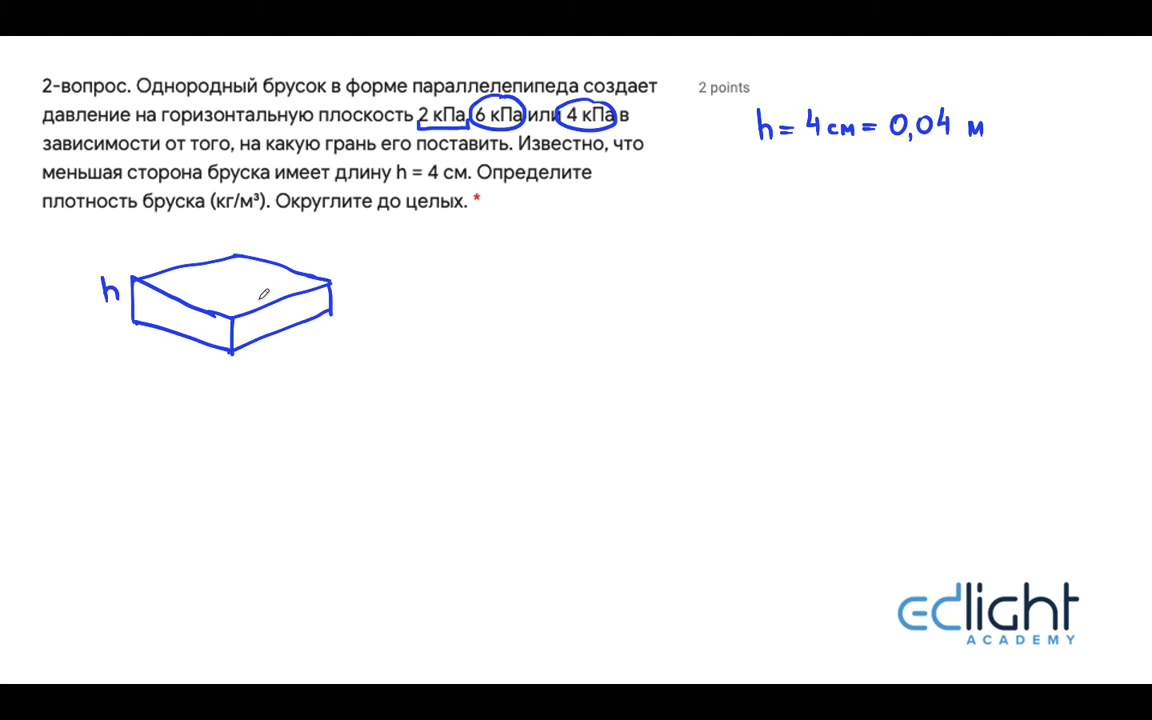 2-вопрос. Однородный брусок в форме параллелепипеда создает
давление на горизонтальную плоскость 2 кПа, 6 кПа или 4 кПа в
зависимости от того, на какую грань его поставить. Известно, что
меньшая сторона бруска имеет длину h = 4 см. Определите
плотность бруска (кг/м³). Округлите до целых. *
2 points
h = 4 см = 0,04 м
h
edlight
ACADEMY